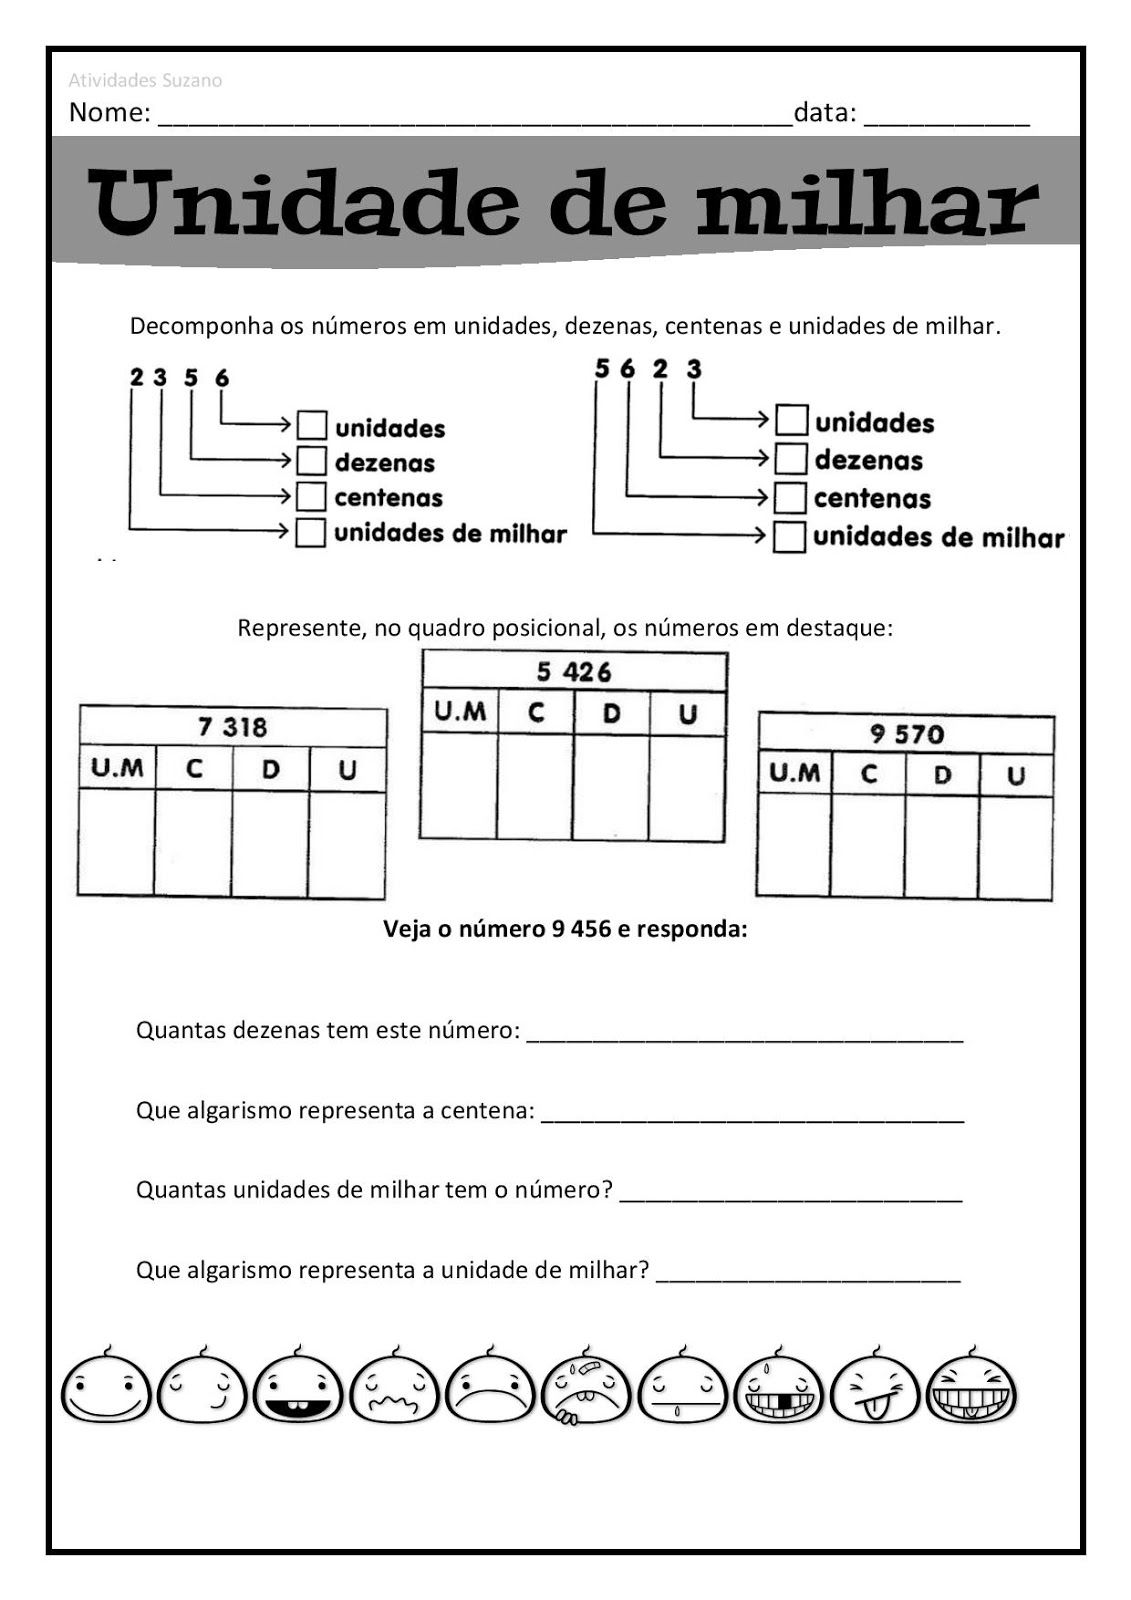 Atividades Suzano
Nome: __________________________________________data: ___________
Unidade de milhar
Decomponha os números em unidades, dezenas, centenas e unidades de milhar.
2 3 5 6
unidades
dezenas
centenas
unidades de milhar
5 6 2 3
unidades
dezenas
centenas
unidades de milhar
Represente, no quadro posicional, os números em destaque:
7 318
U.M C D U
5 426
U.M C D U
9 570
U.M C D U
Veja o número 9 456 e responda:
Quantas dezenas tem este número: _________________________________
Que algarismo representa a centena: ________________________________
Quantas unidades de milhar tem o número? __________________________
Que algarismo representa a unidade de milhar? _______________________